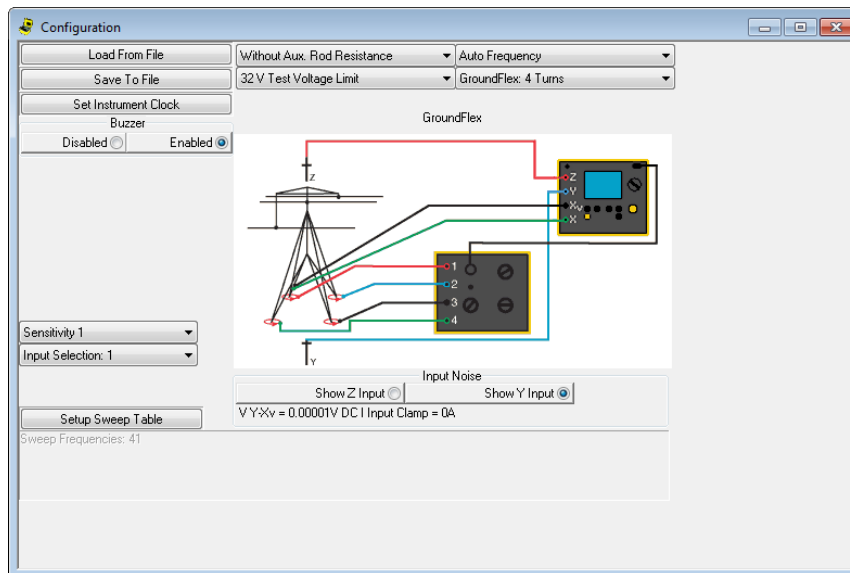 Configuration
Load From File
Without Aux. Rod Resistance
Auto Frequency
Save To File
32 V Test Voltage Limit
GroundFlex: 4 Turns
Set Instrument Clock
Buzzer
GroundFlex
Disabled
Enabled
Z
Z
Y
Xv
X
1
2
3
4
Sensitivity 1
Input Selection: 1
Y
Input Noise
Show Z Input
Show Y Input
V Y-Xv = 0.00001V DC I Input Clamp = 0A
Setup Sweep Table
Sweep Frequencies: 41